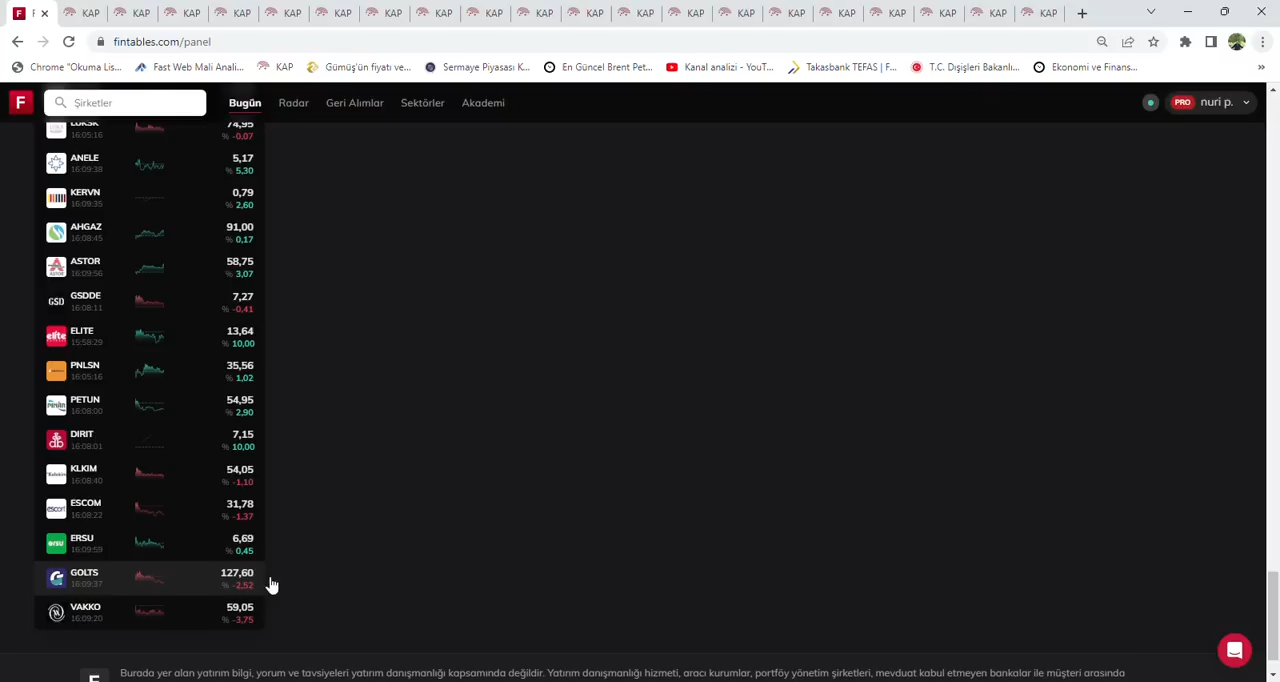 F
KAP KAP KAP KAP KAP KAP KAP KAP KAP KAP KAP KAP KAP KAP KAP KAP KAP KAP KAP KAP
fintables.com/panel
Chrome "Okuma Lis... Fast Web Mali Anali... KAP Gümüş'ün fiyatı ve... Sermaye Piyasası K... En Güncel Brent Pet... Kanal analizi - YouT... Takasbank TEFAS | F... T.C. Dışişleri Bakanlı... Ekonomi ve Finans... »
F Şirketler Bugün Radar Geri Alımlar Sektörler Akademi PRO nuri p.
LUKSK 74,95
16:05:16 % -0,07
ANELE 5,17
16:09:38 % 5,30
KERVN 0,79
16:09:35 % 2,60
AHGAZ 91,00
16:08:45 % 0,17
ASTOR 58,75
16:09:56 % 3,07
GSD GSDDE 7,27
16:08:11 % -0,41
elite ELITE 13,64
15:58:29 % 10,00
PNLSN 35,56
16:05:16 % 1,02
PETUN 54,95
16:08:00 % 2,90
DIRIT 7,15
16:08:01 % 10,00
KLKIM 54,05
16:08:40 % -1,10
escort ESCOM 31,78
16:08:22 % -1,37
ersu ERSU 6,69
16:09:59 % 0,45
GOLTS 127,60
16:09:37 % -2,52
VAKKO 59,05
16:09:20 % -3,75
F Burada yer alan yatırım bilgi, yorum ve tavsiyeleri yatırım danışmanlığı kapsamında değildir. Yatırım danışmanlığı hizmeti, aracı kurumlar, portföy yönetim şirketleri, mevduat kabul etmeyen bankalar ile müşteri arasında